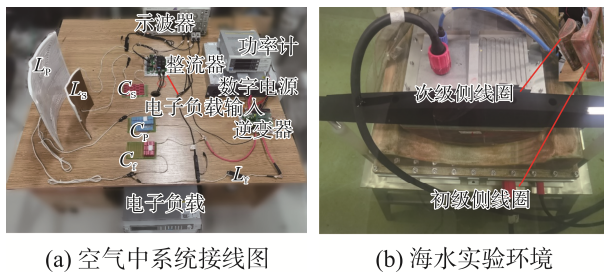 示波器
功率计
整流器
L_P
L_S
C_S
数字电源
电子负载输入
C_P
逆变器
C_f
L_f
电子负载
次级侧线圈
初级侧线圈
(a) 空气中系统接线图
(b) 海水实验环境